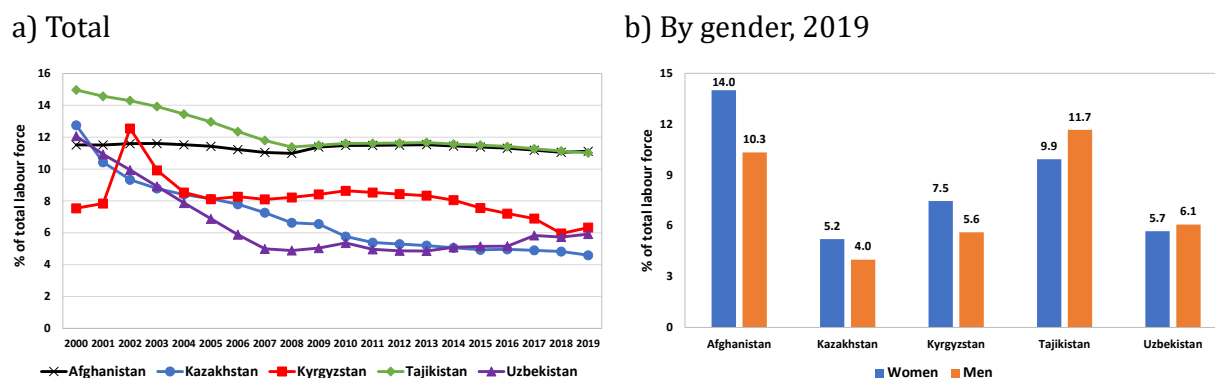 a) Total
16
14
12
10
8
6
4
2
0
% of total labour force
2000 2001 2002 2003 2004 2005 2006 2007 2008 2009 2010 2011 2012 2013 2014 2015 2016 2017 2018 2019
Afghanistan Kazakhstan Kyrgyzstan Tajikistan Uzbekistan
b) By gender, 2019
15
12
9
6
3
0
% of total labour force
14.0 10.3 5.2 4.0 7.5 5.6 9.9 11.7 5.7 6.1
Afghanistan Kazakhstan Kyrgyzstan Tajikistan Uzbekistan
Women Men